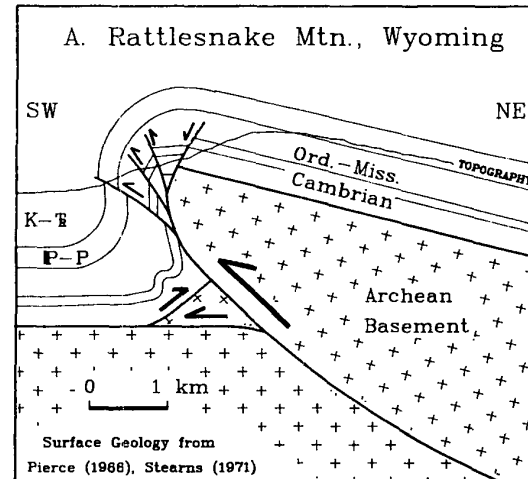 A. Rattlesnake Mtn., Wyoming
SW
NE
TOPOGRAPHY
Ord.-Miss.
Cambrian
K-Ꞧ
ℙ-P
Archean
Basement
0 1 km
Surface Geology from
Pierce (1966), Stearns (1971)